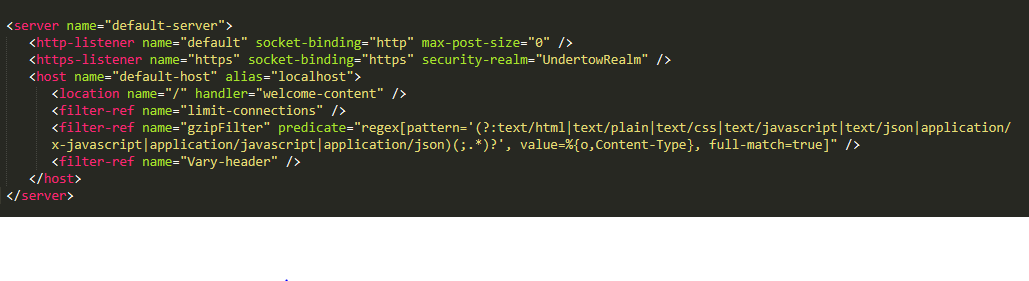 <server name="default-server">
<http-listener name="default" socket-binding="http" max-post-size="0" />
<https-listener name="https" socket-binding="https" security-realm="UndertowRealm" />
<host name="default-host" alias="localhost">
<location name="/" handler="welcome-content" />
<filter-ref name="limit-connections" />
<filter-ref name="gzipFilter" predicate="regex[pattern='(?:text/html|text/plain|text/css|text/javascript|text/json|application/
x-javascript|application/javascript|application/json)(;.*)?', value=%{o,Content-Type}, full-match=true]" />
<filter-ref name="Vary-header" />
</host>
</server>